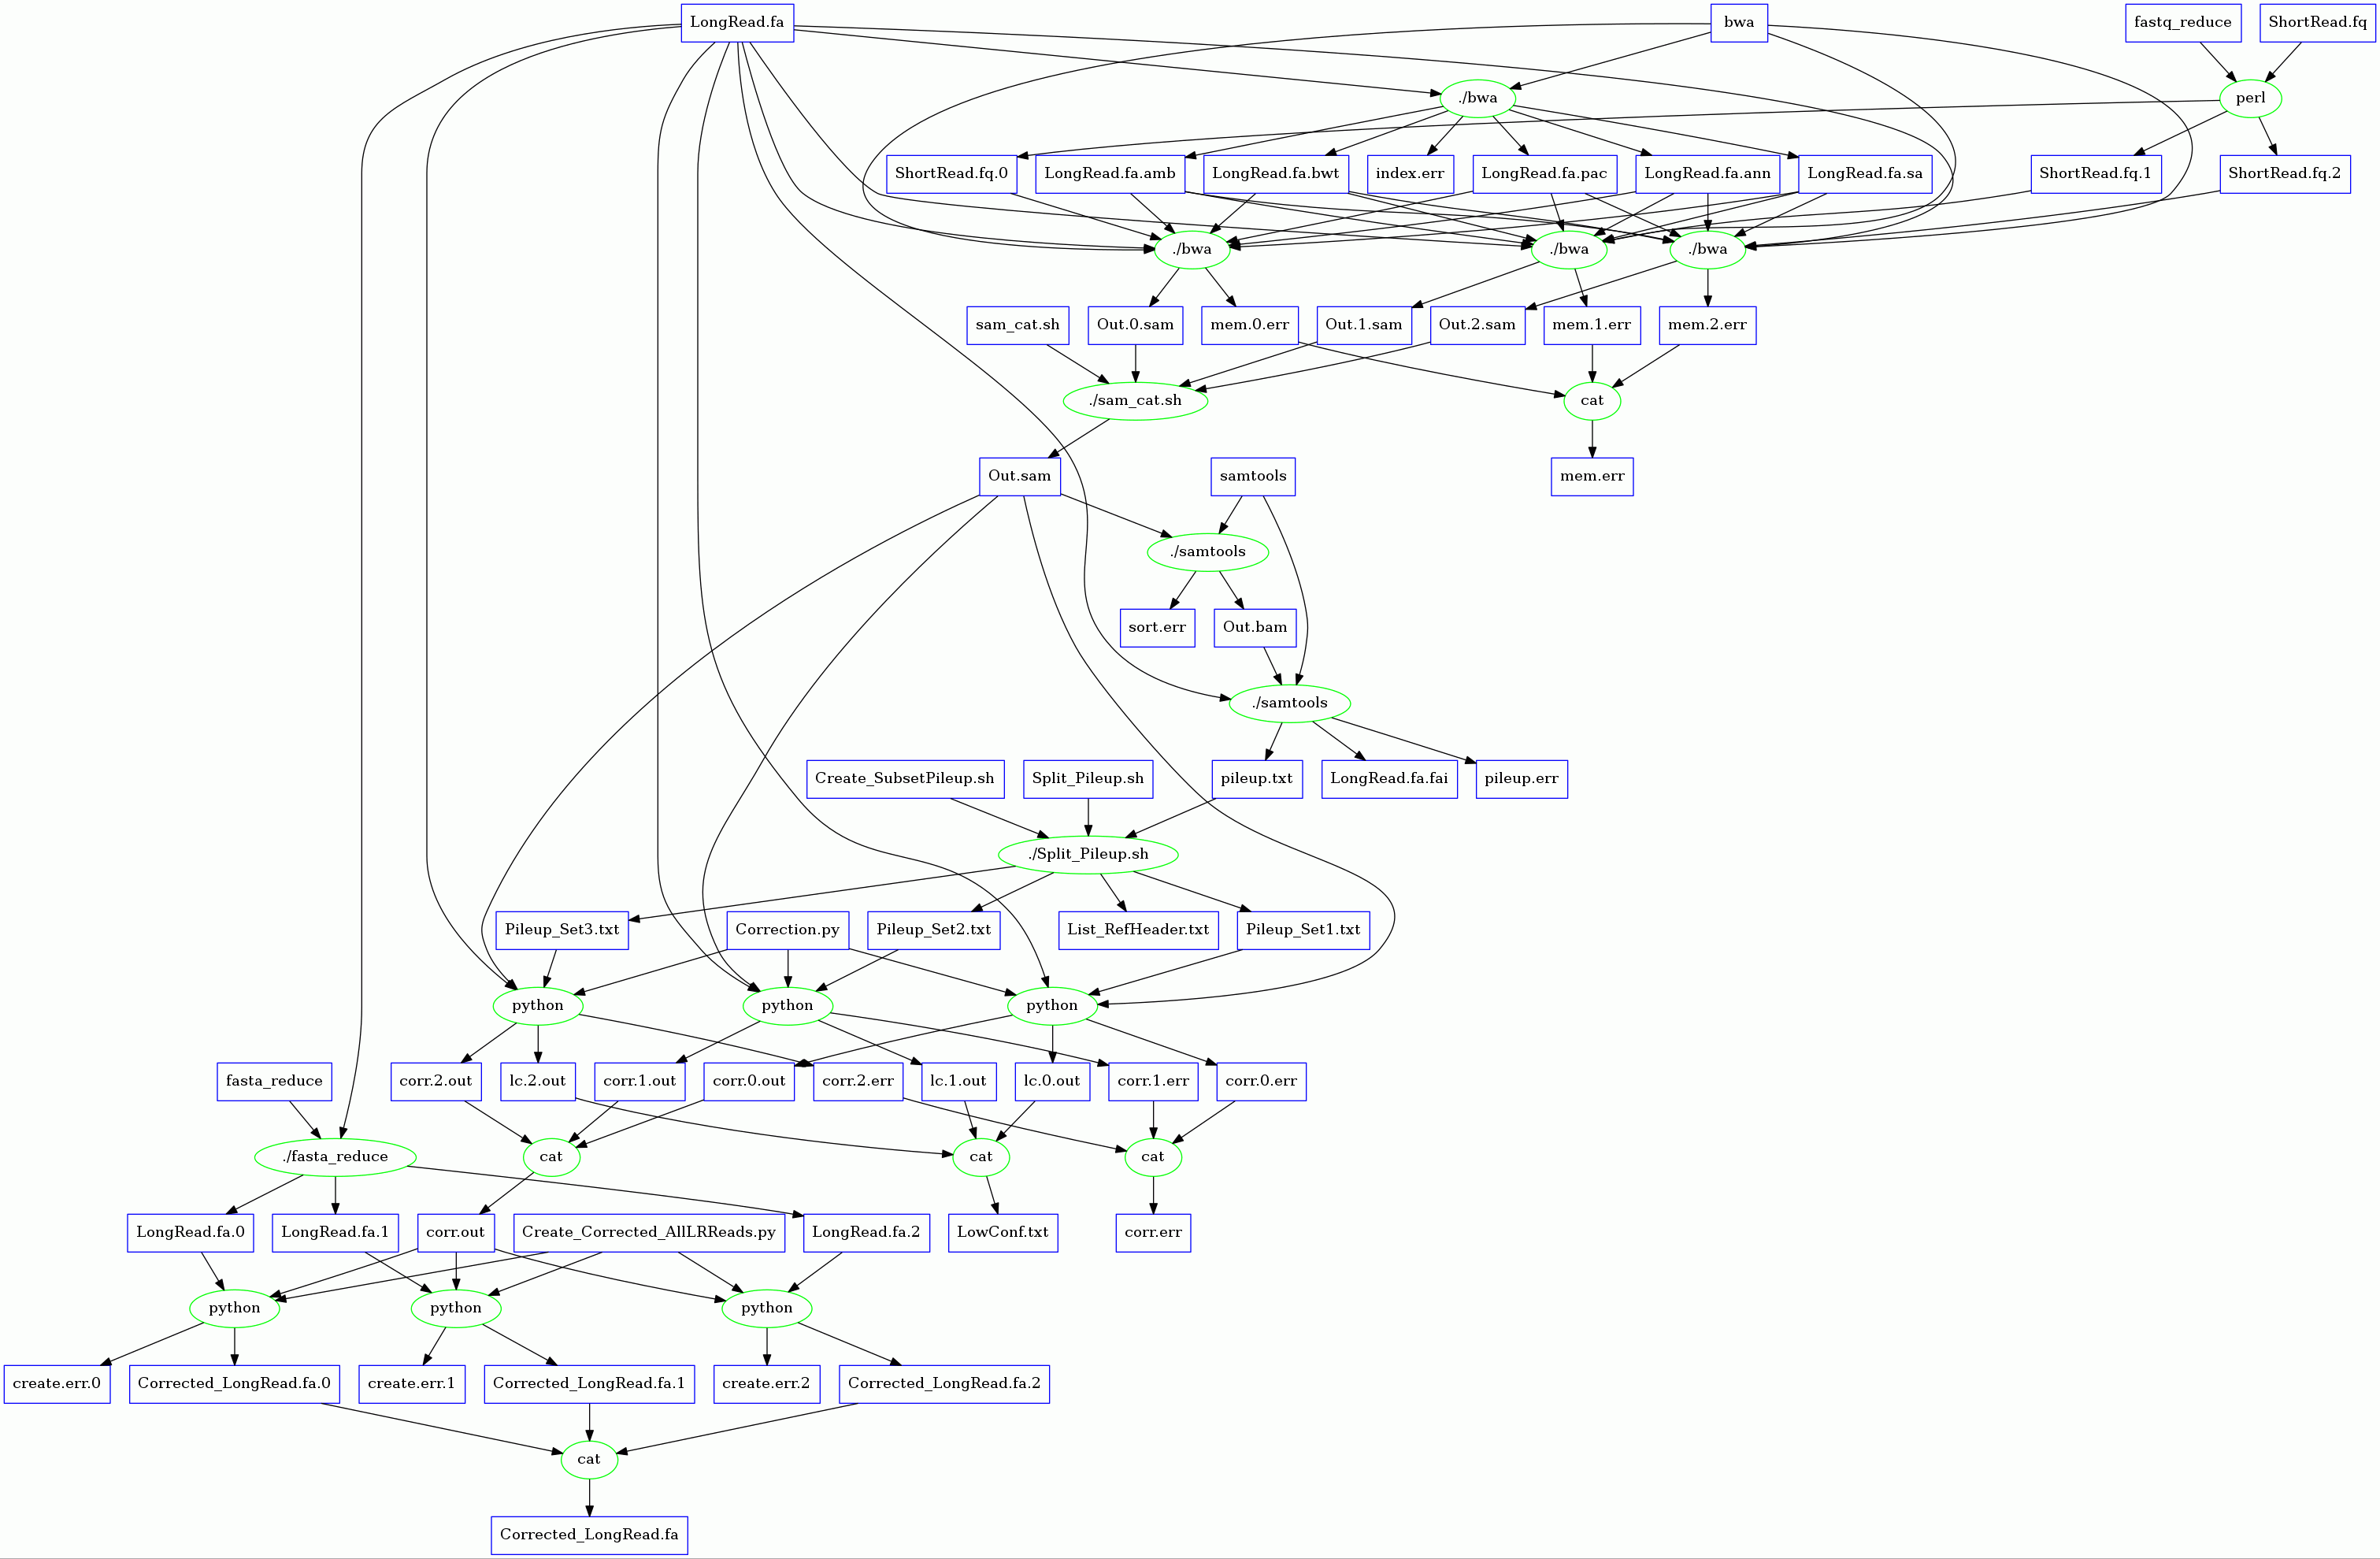 LongRead.fa
bwa
fastq_reduce
ShortRead.fq
./bwa
perl
ShortRead.fq.0
LongRead.fa.amb
LongRead.fa.bwt
index.err
LongRead.fa.pac
LongRead.fa.ann
LongRead.fa.sa
ShortRead.fq.1
ShortRead.fq.2
./bwa
./bwa
./bwa
sam_cat.sh
Out.0.sam
mem.0.err
Out.1.sam
Out.2.sam
mem.1.err
mem.2.err
./sam_cat.sh
cat
Out.sam
samtools
mem.err
./samtools
sort.err
Out.bam
./samtools
Create_SubsetPileup.sh
Split_Pileup.sh
pileup.txt
LongRead.fa.fai
pileup.err
./Split_Pileup.sh
Pileup_Set3.txt
Correction.py
Pileup_Set2.txt
List_RefHeader.txt
Pileup_Set1.txt
python
python
python
fasta_reduce
corr.2.out
lc.2.out
corr.1.out
corr.0.out
corr.2.err
lc.1.out
lc.0.out
corr.1.err
corr.0.err
./fasta_reduce
cat
cat
cat
LongRead.fa.0
LongRead.fa.1
corr.out
Create_Corrected_AllLRReads.py
LongRead.fa.2
LowConf.txt
corr.err
python
python
python
create.err.0
Corrected_LongRead.fa.0
create.err.1
Corrected_LongRead.fa.1
create.err.2
Corrected_LongRead.fa.2
cat
Corrected_LongRead.fa